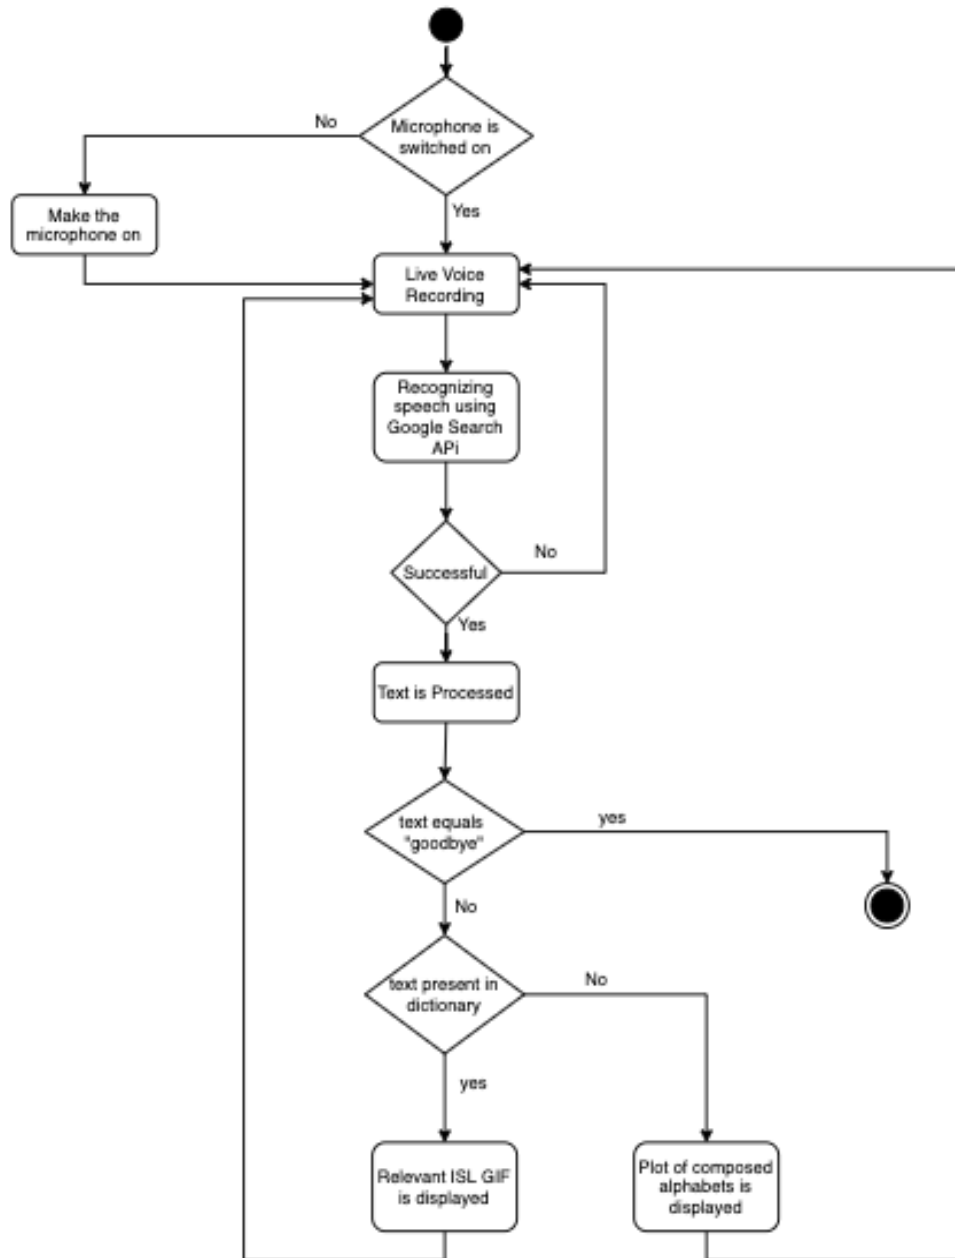 No
Microphone is
switched on
Yes
Make the
microphone on
Live Voice
Recording
Recognizing
speech using
Google Search
APi
Successful
No
Yes
Text is Processed
text equals
"goodbye"
yes
No
text present in
dictionary
No
yes
Relevant ISL GIF
is displayed
Plot of composed
alphabets is
displayed